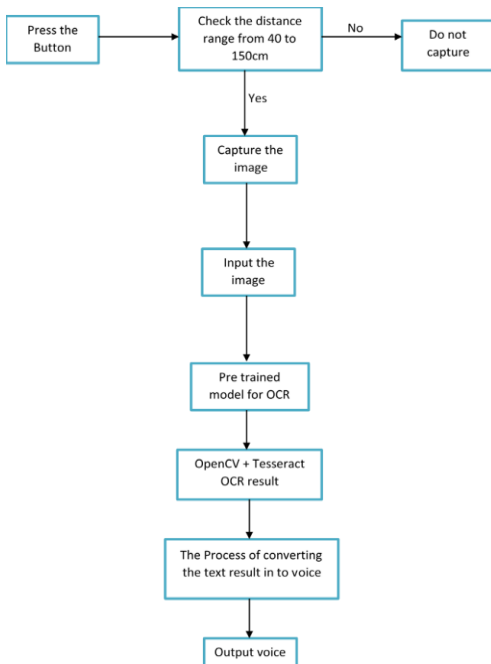 Press the
Button
Check the distance
range from 40 to
150cm
No
Do not
capture
Yes
Capture the
image
Input the
image
Pre trained
model for OCR
OpenCV + Tesseract
OCR result
The Process of converting
the text result in to voice
Output voice